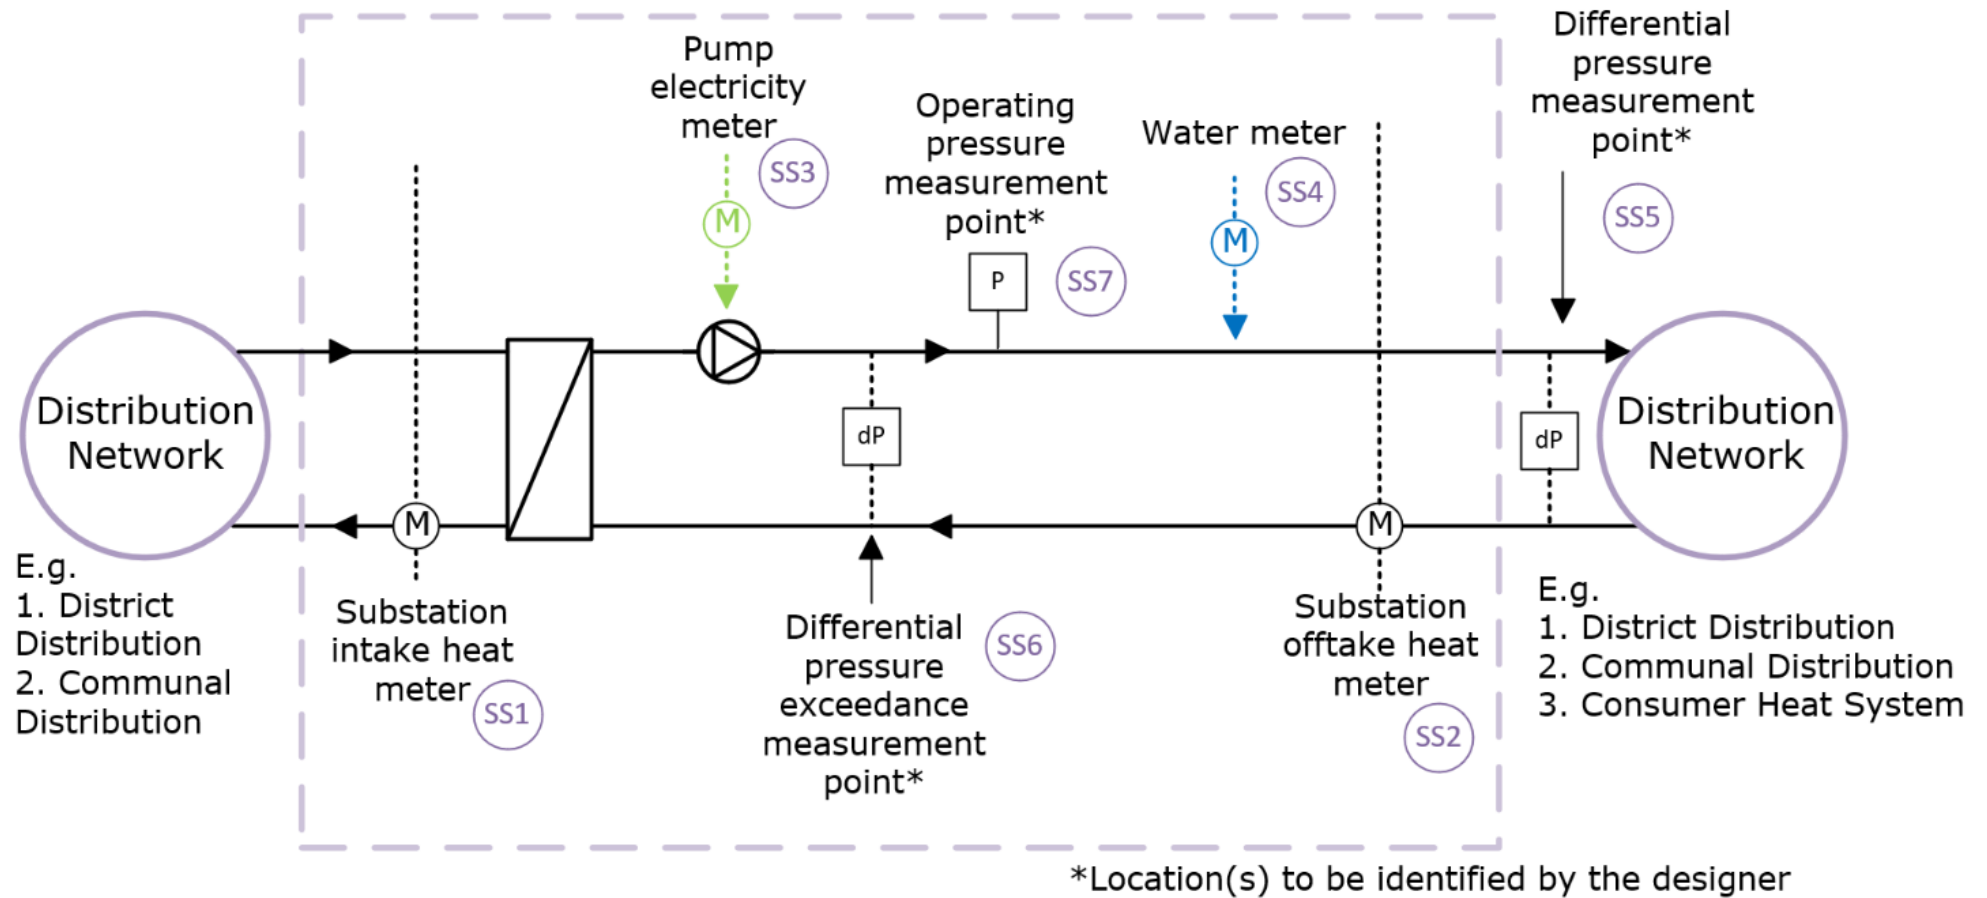 Pump
electricity
meter
SS3
M
Operating
pressure
measurement
point*
P
SS7
Water meter
SS4
M
Differential
pressure
measurement
point*
SS5
Distribution
Network
dP
dP
Distribution
Network
M
M
E.g.
1. District
Distribution
2. Communal
Distribution
Substation
intake heat
meter
SS1
Differential
pressure
exceedance
measurement
point*
SS6
Substation
offtake heat
meter
SS2
E.g.
1. District Distribution
2. Communal Distribution
3. Consumer Heat System
*Location(s) to be identified by the designer